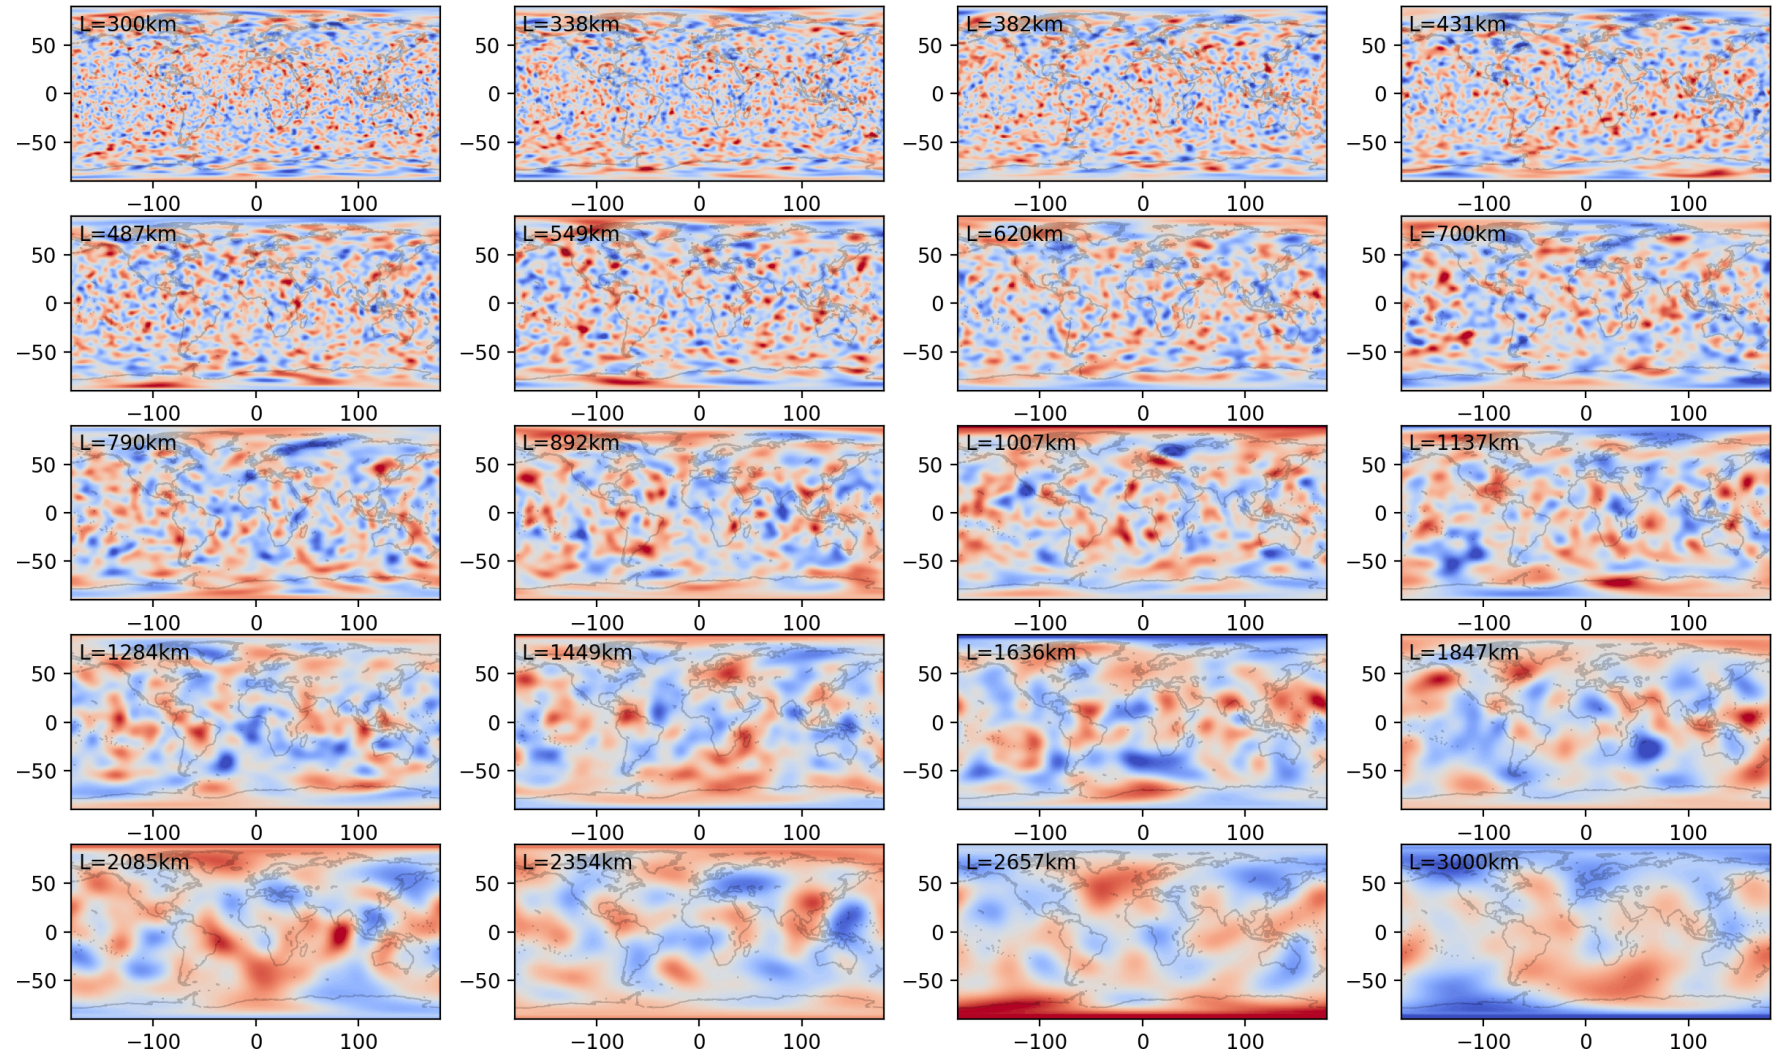 L=300km L=338km L=382km L=431km
50 50 50 50
0 0 0 0
−50 −50 −50 −50
−100 0 100 −100 0 100 −100 0 100 −100 0 100
L=487km L=549km L=620km L=700km
50 50 50 50
0 0 0 0
−50 −50 −50 −50
−100 0 100 −100 0 100 −100 0 100 −100 0 100
L=790km L=892km L=1007km L=1137km
50 50 50 50
0 0 0 0
−50 −50 −50 −50
−100 0 100 −100 0 100 −100 0 100 −100 0 100
L=1284km L=1449km L=1636km L=1847km
50 50 50 50
0 0 0 0
−50 −50 −50 −50
−100 0 100 −100 0 100 −100 0 100 −100 0 100
L=2085km L=2354km L=2657km L=3000km
50 50 50 50
0 0 0 0
−50 −50 −50 −50
−100 0 100 −100 0 100 −100 0 100 −100 0 100